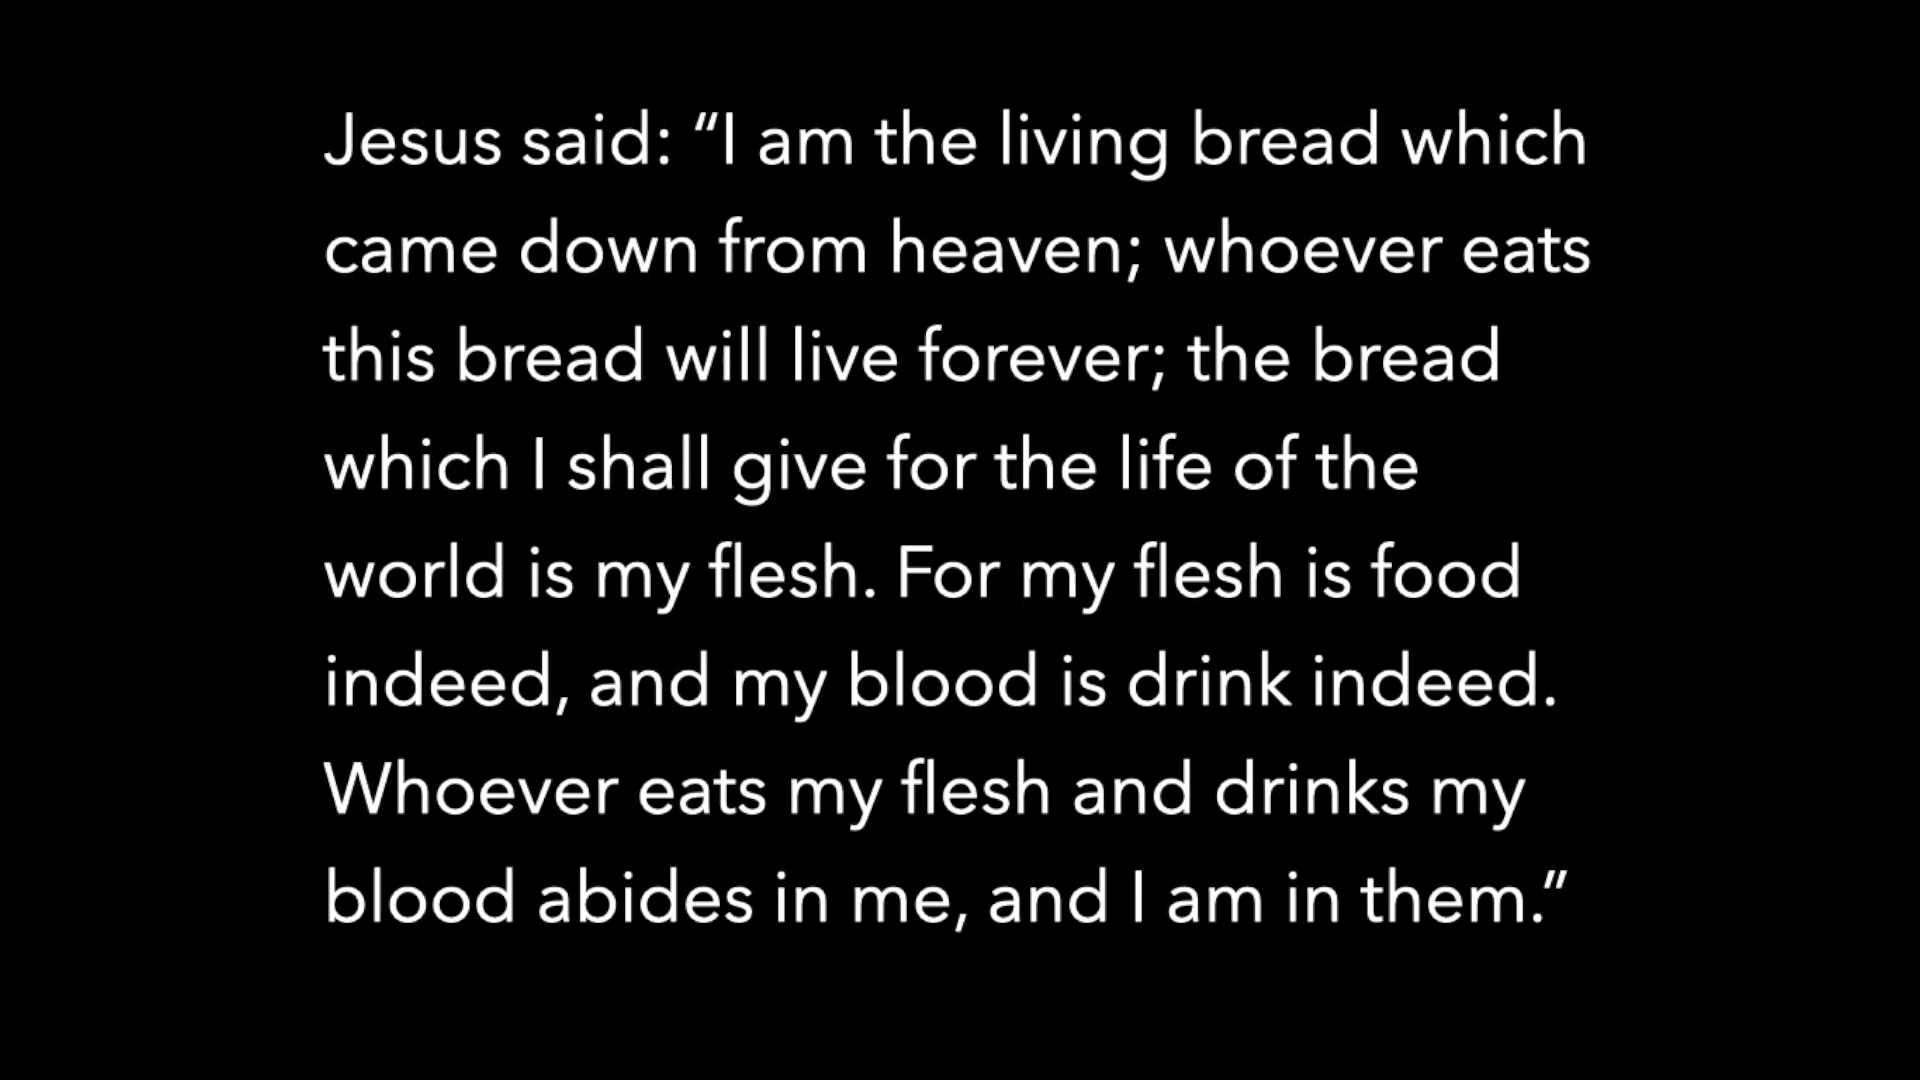 Jesus said: “I am the living bread which
came down from heaven; whoever eats
this bread will live forever; the bread
which I shall give for the life of the
world is my flesh. For my flesh is food
indeed, and my blood is drink indeed.
Whoever eats my flesh and drinks my
blood abides in me, and I am in them.”